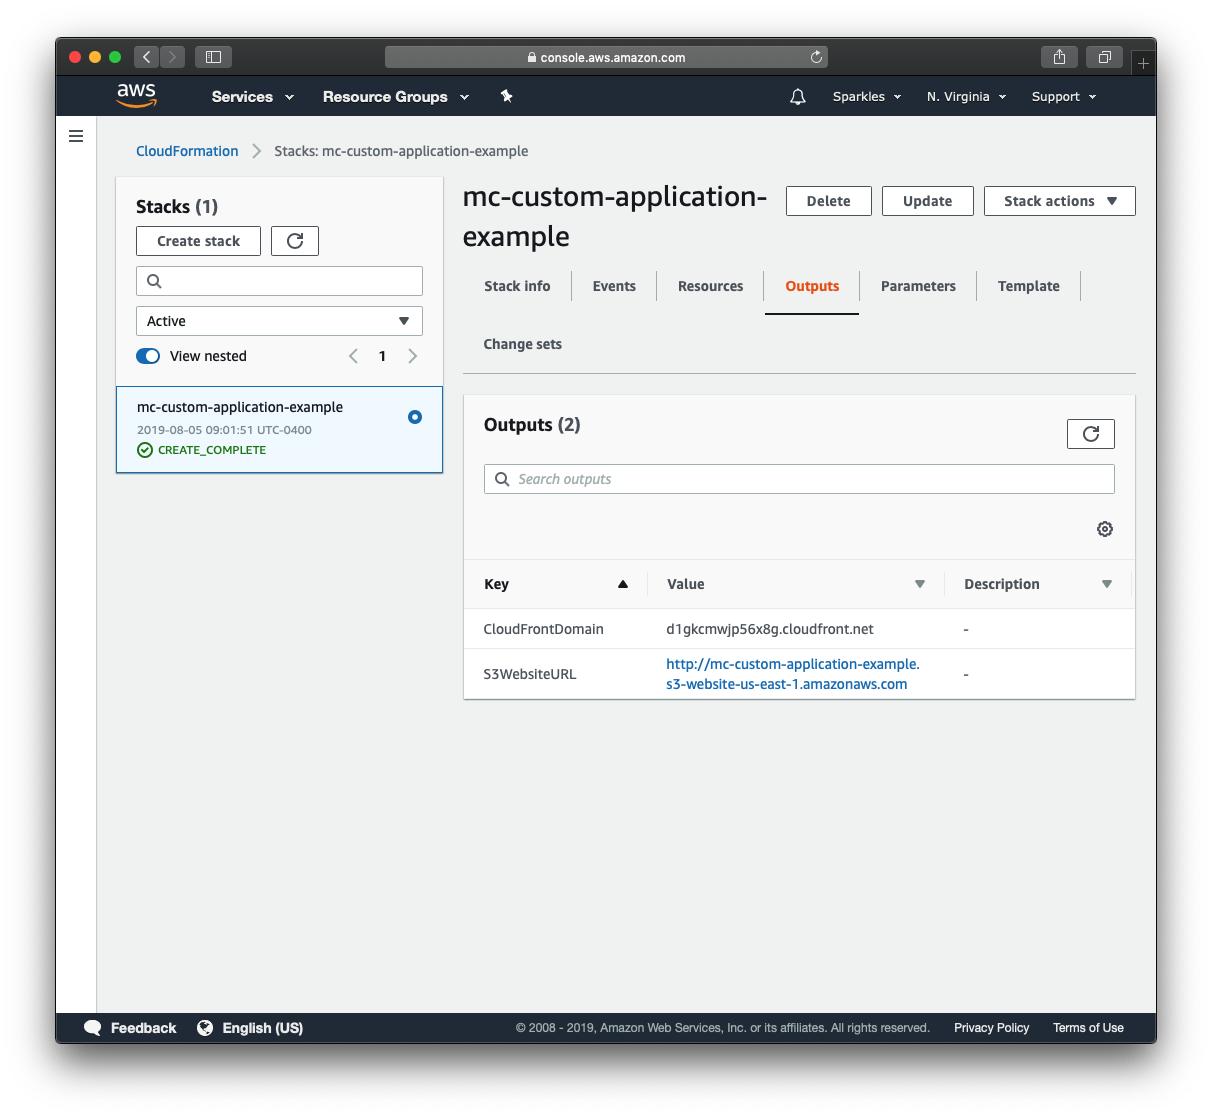 console.aws.amazon.com
aws
Services
Resource Groups
Sparkles
N. Virginia
Support
CloudFormation
Stacks: mc-custom-application-example
Stacks (1)
Create stack
Active
View nested
1
mc-custom-application-example
2019-08-05 09:01:51 UTC-0400
CREATE_COMPLETE
mc-custom-application-
example
Delete
Update
Stack actions
Stack info
Events
Resources
Outputs
Parameters
Template
Change sets
Outputs (2)
Search outputs
Key
Value
Description
CloudFrontDomain
d1gkcmwjp56x8g.cloudfront.net
-
S3WebsiteURL
http://mc-custom-application-example.
s3-website-us-east-1.amazonaws.com
-
Feedback
English (US)
© 2008 - 2019, Amazon Web Services, Inc. or its affiliates. All rights reserved.
Privacy Policy
Terms of Use